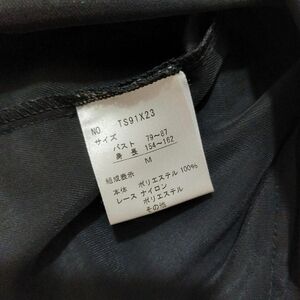 NO TS91X23
サイズ
バスト 79～87
身長 154～162
M
組成表示
本体 ポリエステル 100%
レース ナイロン
ポリエステル
その他